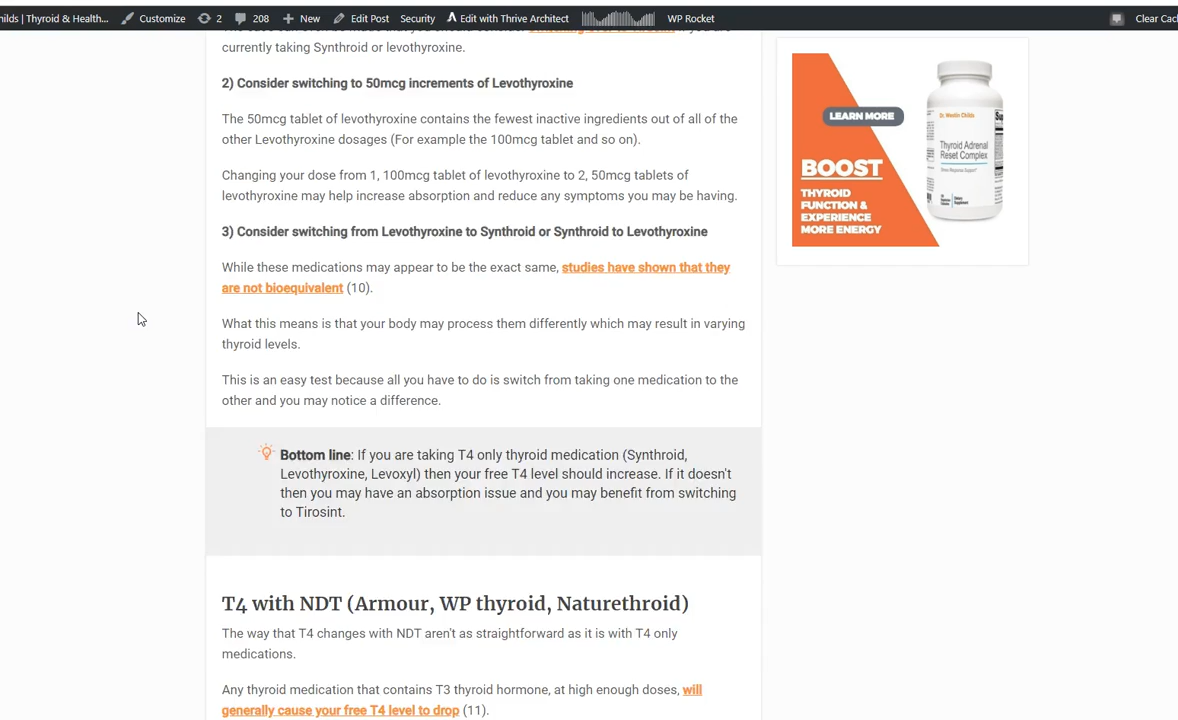 hilds | Thyroid & Health...
Customize
2
208
New
Edit Post
Security
Edit with Thrive Architect
WP Rocket
Clear Cac
currently taking Synthroid or levothyroxine.
2) Consider switching to 50mcg increments of Levothyroxine
The 50mcg tablet of levothyroxine contains the fewest inactive ingredients out of all of the
other Levothyroxine dosages (For example the 100mcg tablet and so on).
Changing your dose from 1, 100mcg tablet of levothyroxine to 2, 50mcg tablets of
levothyroxine may help increase absorption and reduce any symptoms you may be having.
3) Consider switching from Levothyroxine to Synthroid or Synthroid to Levothyroxine
While these medications may appear to be the exact same, studies have shown that they
are not bioequivalent (10).
What this means is that your body may process them differently which may result in varying
thyroid levels.
This is an easy test because all you have to do is switch from taking one medication to the
other and you may notice a difference.
Bottom line: If you are taking T4 only thyroid medication (Synthroid,
Levothyroxine, Levoxyl) then your free T4 level should increase. If it doesn't
then you may have an absorption issue and you may benefit from switching
to Tirosint.
T4 with NDT (Armour, WP thyroid, Naturethroid)
The way that T4 changes with NDT aren't as straightforward as it is with T4 only
medications.
Any thyroid medication that contains T3 thyroid hormone, at high enough doses, will
generally cause your free T4 level to drop (11).
LEARN MORE
BOOST
THYROID
FUNCTION &
EXPERIENCE
MORE ENERGY
Dr. Westin Childs
Thyroid Adrenal
Reset Complex